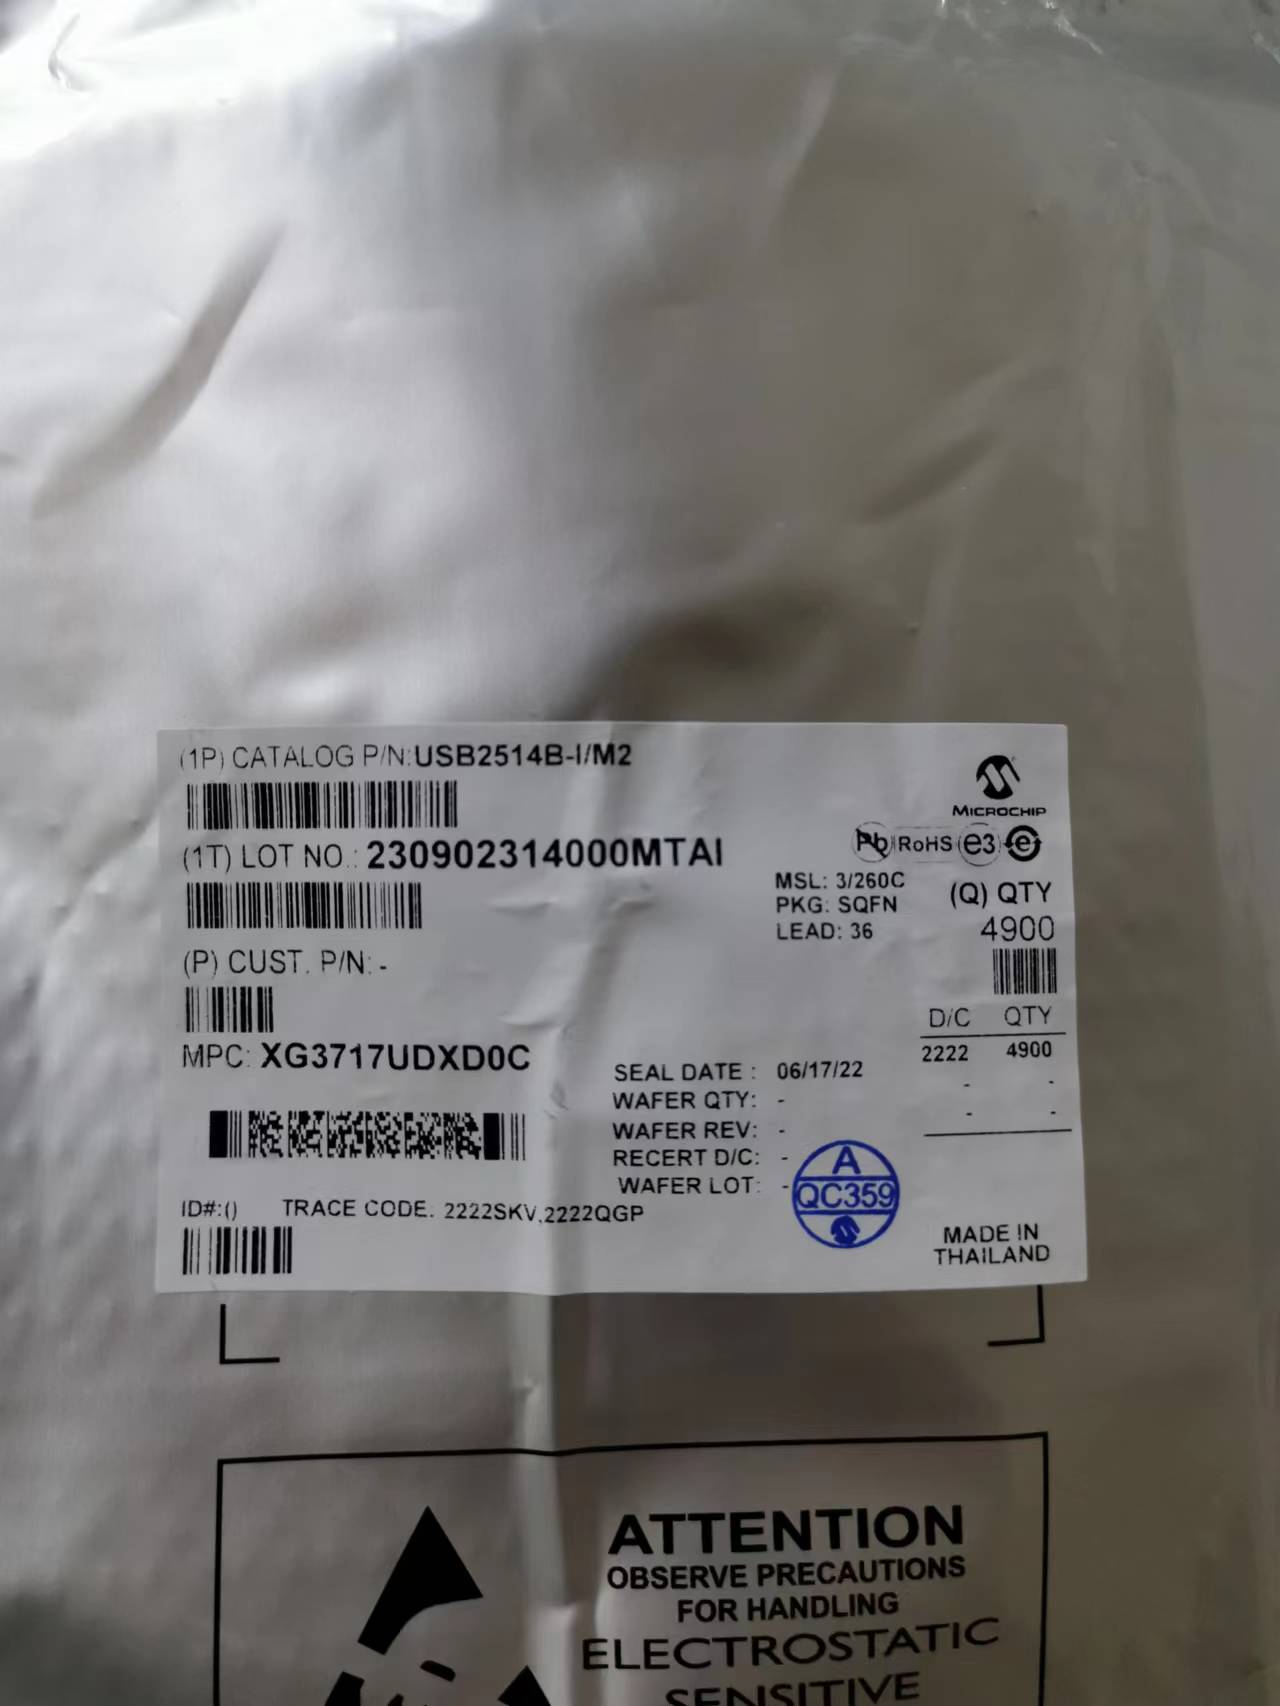 (1P) CATALOG P/N:USB2514B-I/M2
MICROCHIP
(1T) LOT NO.: 230902314000MTAI
Pb RoHS e3 e
MSL: 3/260C
PKG: SQFN
LEAD: 36
(Q) QTY
4900
(P) CUST. P/N: -
D/C QTY
2222 4900
- -
- -
MPC: XG3717UDXD0C
SEAL DATE : 06/17/22
WAFER QTY: -
WAFER REV: -
RECERT D/C: -
WAFER LOT: -
A
QC359
ID#:() TRACE CODE. 2222SKV,2222QGP
MADE IN
THAILAND
ATTENTION
OBSERVE PRECAUTIONS
FOR HANDLING
ELECTROSTATIC
SENSITIVE